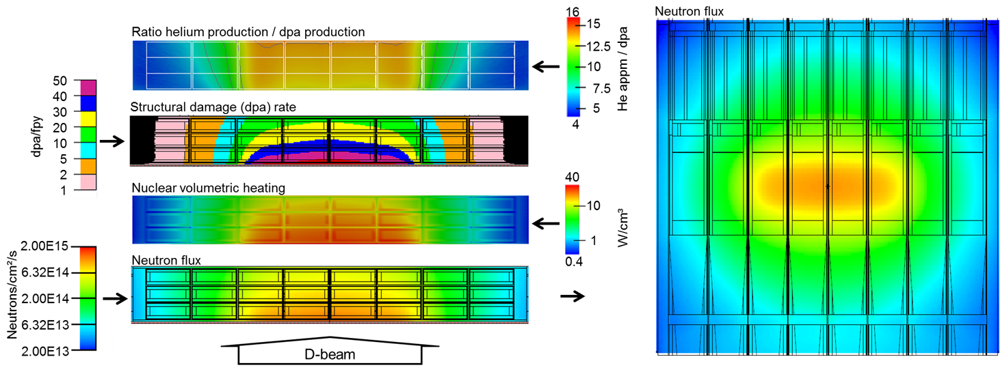 Ratio helium production / dpa production
16
15
12.5
10
7.5
5
4
He appm / dpa
Structural damage (dpa) rate
50
40
30
20
10
5
2
1
dpa/fpy
Nuclear volumetric heating
40
10
1
0.4
W/cm³
Neutron flux
2.00E15
6.32E14
2.00E14
6.32E13
2.00E13
Neutrons/cm²/s
D-beam
Neutron flux